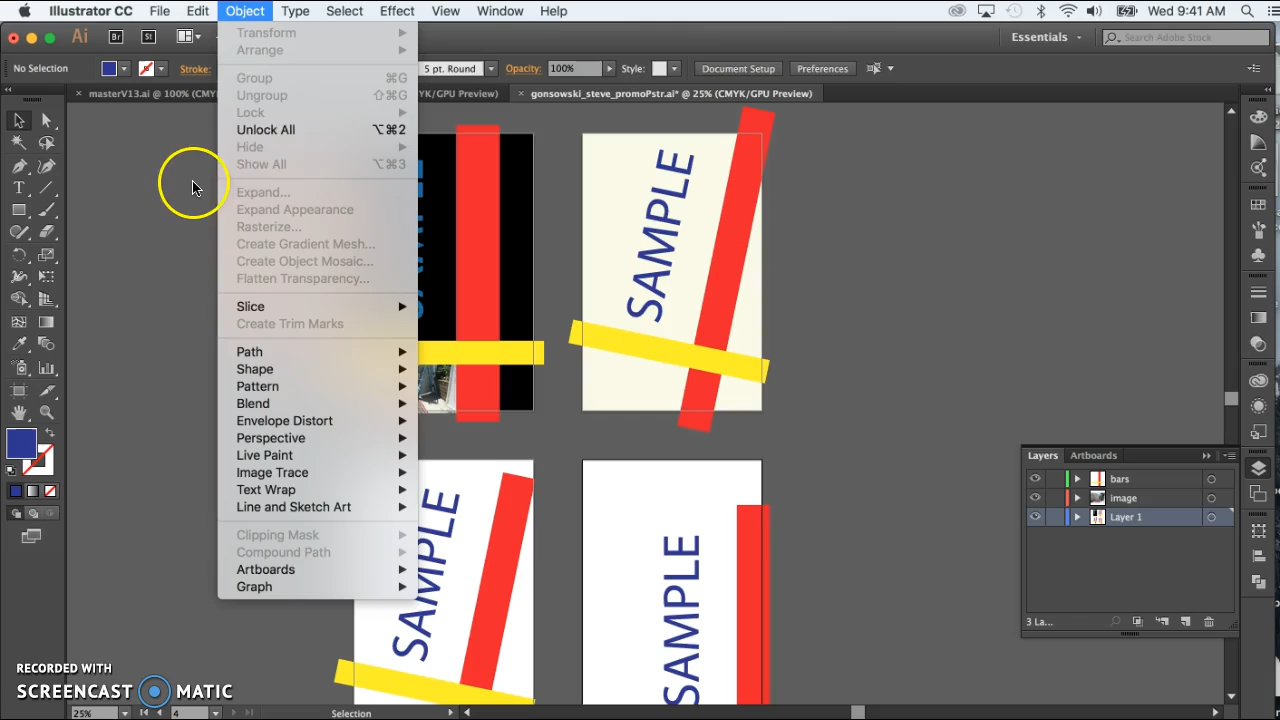 Illustrator CC File Edit Object Type Select Effect View Window Help Wed 9:41 AM
Ai Br St Essentials Search Adobe Stock
No Selection Stroke: 5 pt. Round Opacity: 100% Style: Document Setup Preferences
× masterV13.ai @ 100% (CMY /GPU Preview) × gonsowski_steve_promoPstr.ai* @ 25% (CMYK/GPU Preview)
Transform
Arrange
Group ⌘G
Ungroup ⇧⌘G
Lock
Unlock All ⌥⌘2
Hide
Show All ⌥⌘3
Expand...
Expand Appearance
Rasterize...
Create Gradient Mesh...
Create Object Mosaic...
Flatten Transparency...
Slice
Create Trim Marks
Path
Shape
Pattern
Blend
Envelope Distort
Perspective
Live Paint
Image Trace
Text Wrap
Line and Sketch Art
Clipping Mask
Compound Path
Artboards
Graph
SAMPLE
SAMPLE
SAMPLE
Layers Artboards
bars
image
Layer 1
3 La...
RECORDED WITH
SCREENCAST MATIC
25% 4 Selection